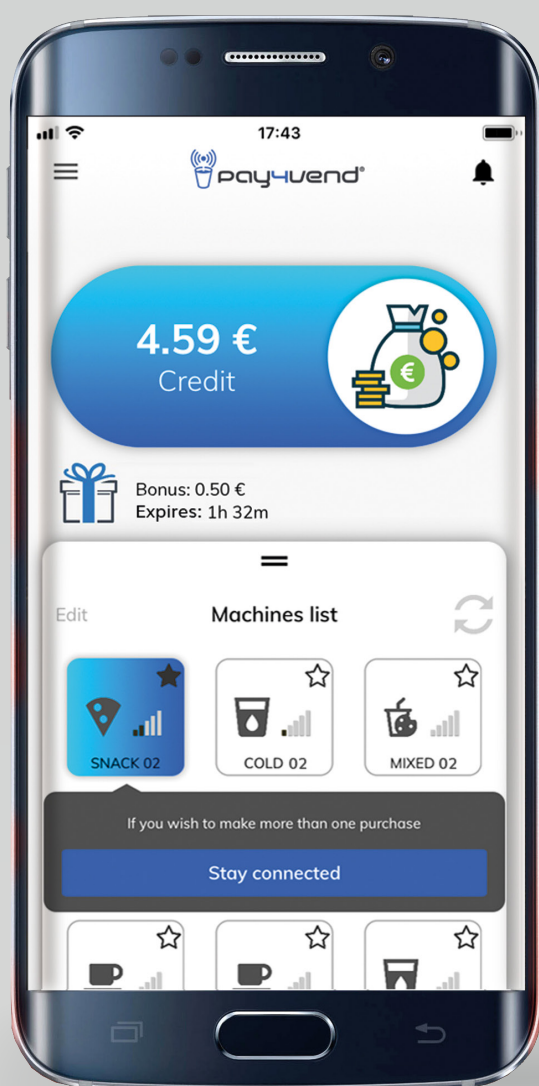 17:43
pay4vend®
4.59 €
Credit
€
Bonus: 0.50 €
Expires: 1h 32m
Edit
Machines list
SNACK 02
COLD 02
MIXED 02
If you wish to make more than one purchase
Stay connected